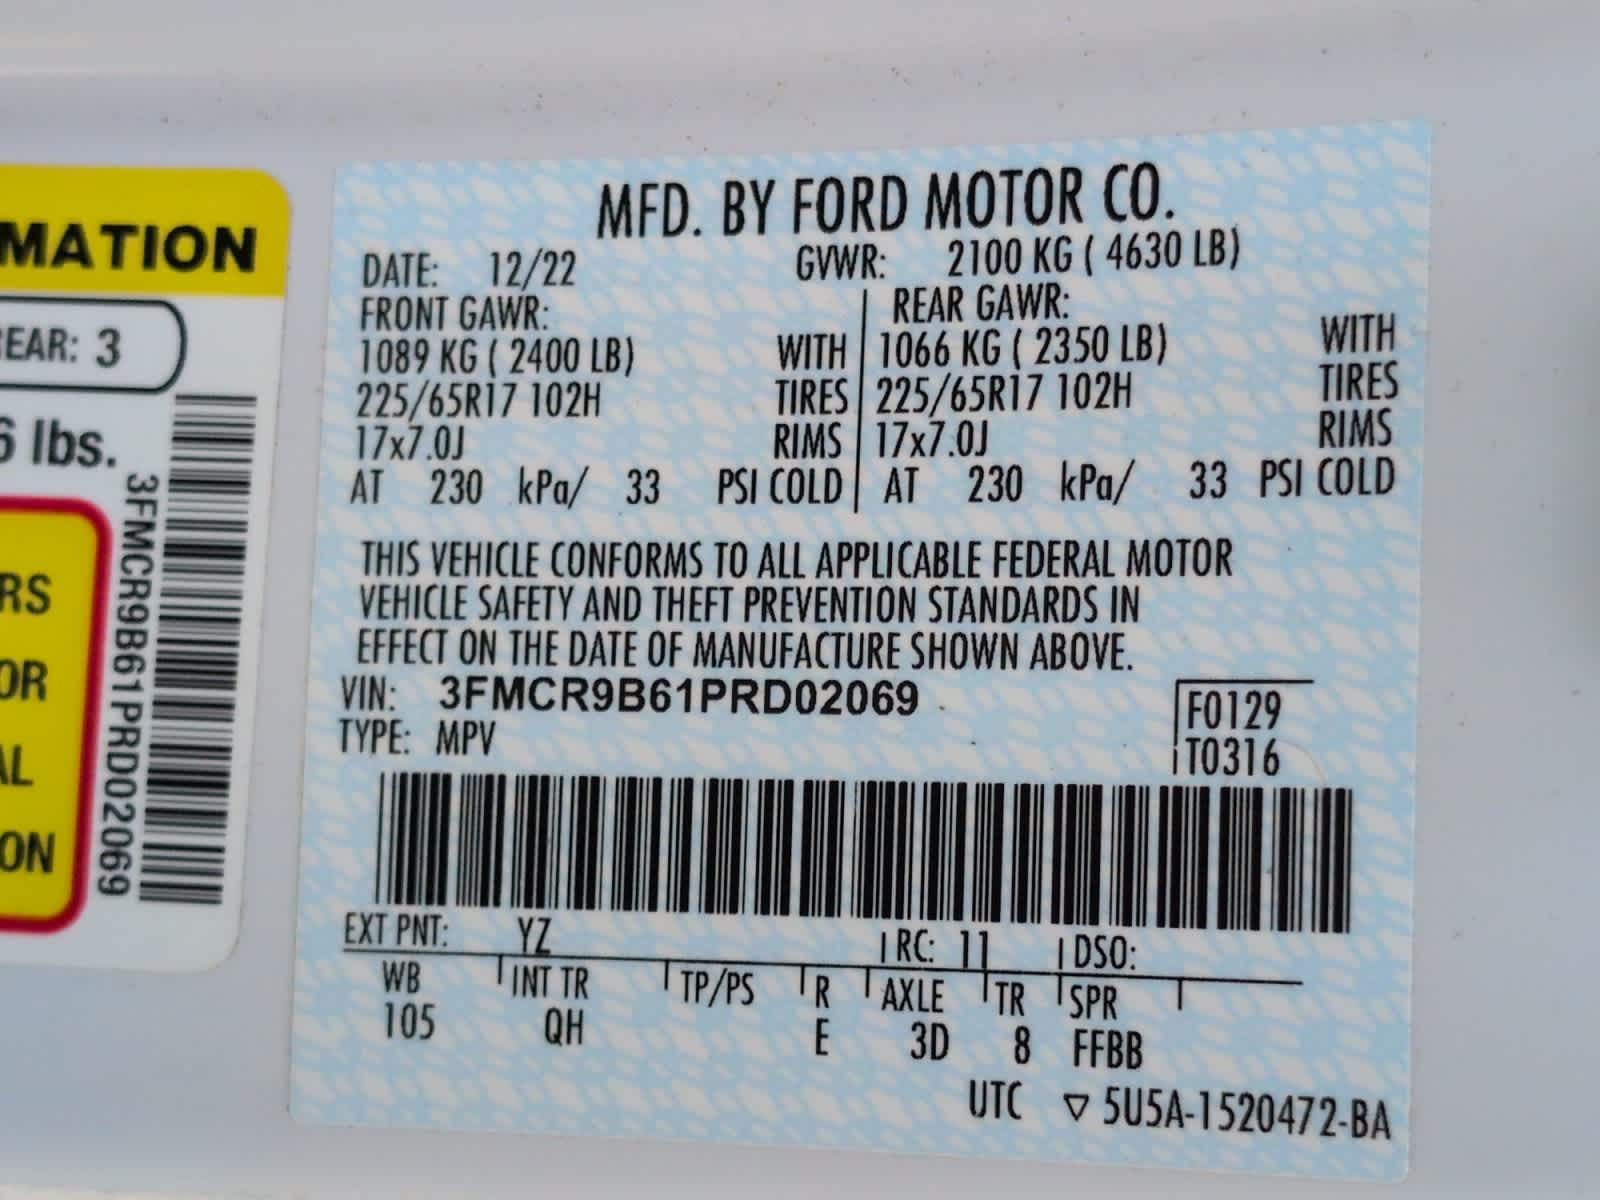 MATION
REAR: 3
6 lbs.
RS
OR
AL
ON
3FMCR9B61PRD02069
MFD. BY FORD MOTOR CO.
DATE: 12/22 GVWR: 2100 KG ( 4630 LB)
FRONT GAWR: REAR GAWR:
1089 KG ( 2400 LB) WITH 1066 KG ( 2350 LB) WITH
225/65R17 102H TIRES 225/65R17 102H TIRES
17x7.0J RIMS 17x7.0J RIMS
AT 230 kPa/ 33 PSI COLD AT 230 kPa/ 33 PSI COLD
THIS VEHICLE CONFORMS TO ALL APPLICABLE FEDERAL MOTOR
VEHICLE SAFETY AND THEFT PREVENTION STANDARDS IN
EFFECT ON THE DATE OF MANUFACTURE SHOWN ABOVE.
VIN: 3FMCR9B61PRD02069 F0129
TYPE: MPV T0316
EXT PNT: YZ RC: 11 DSO:
WB INT TR TP/PS R AXLE TR SPR
105 QH E 3D 8 FFBB
UTC ▽ 5U5A-1520472-BA